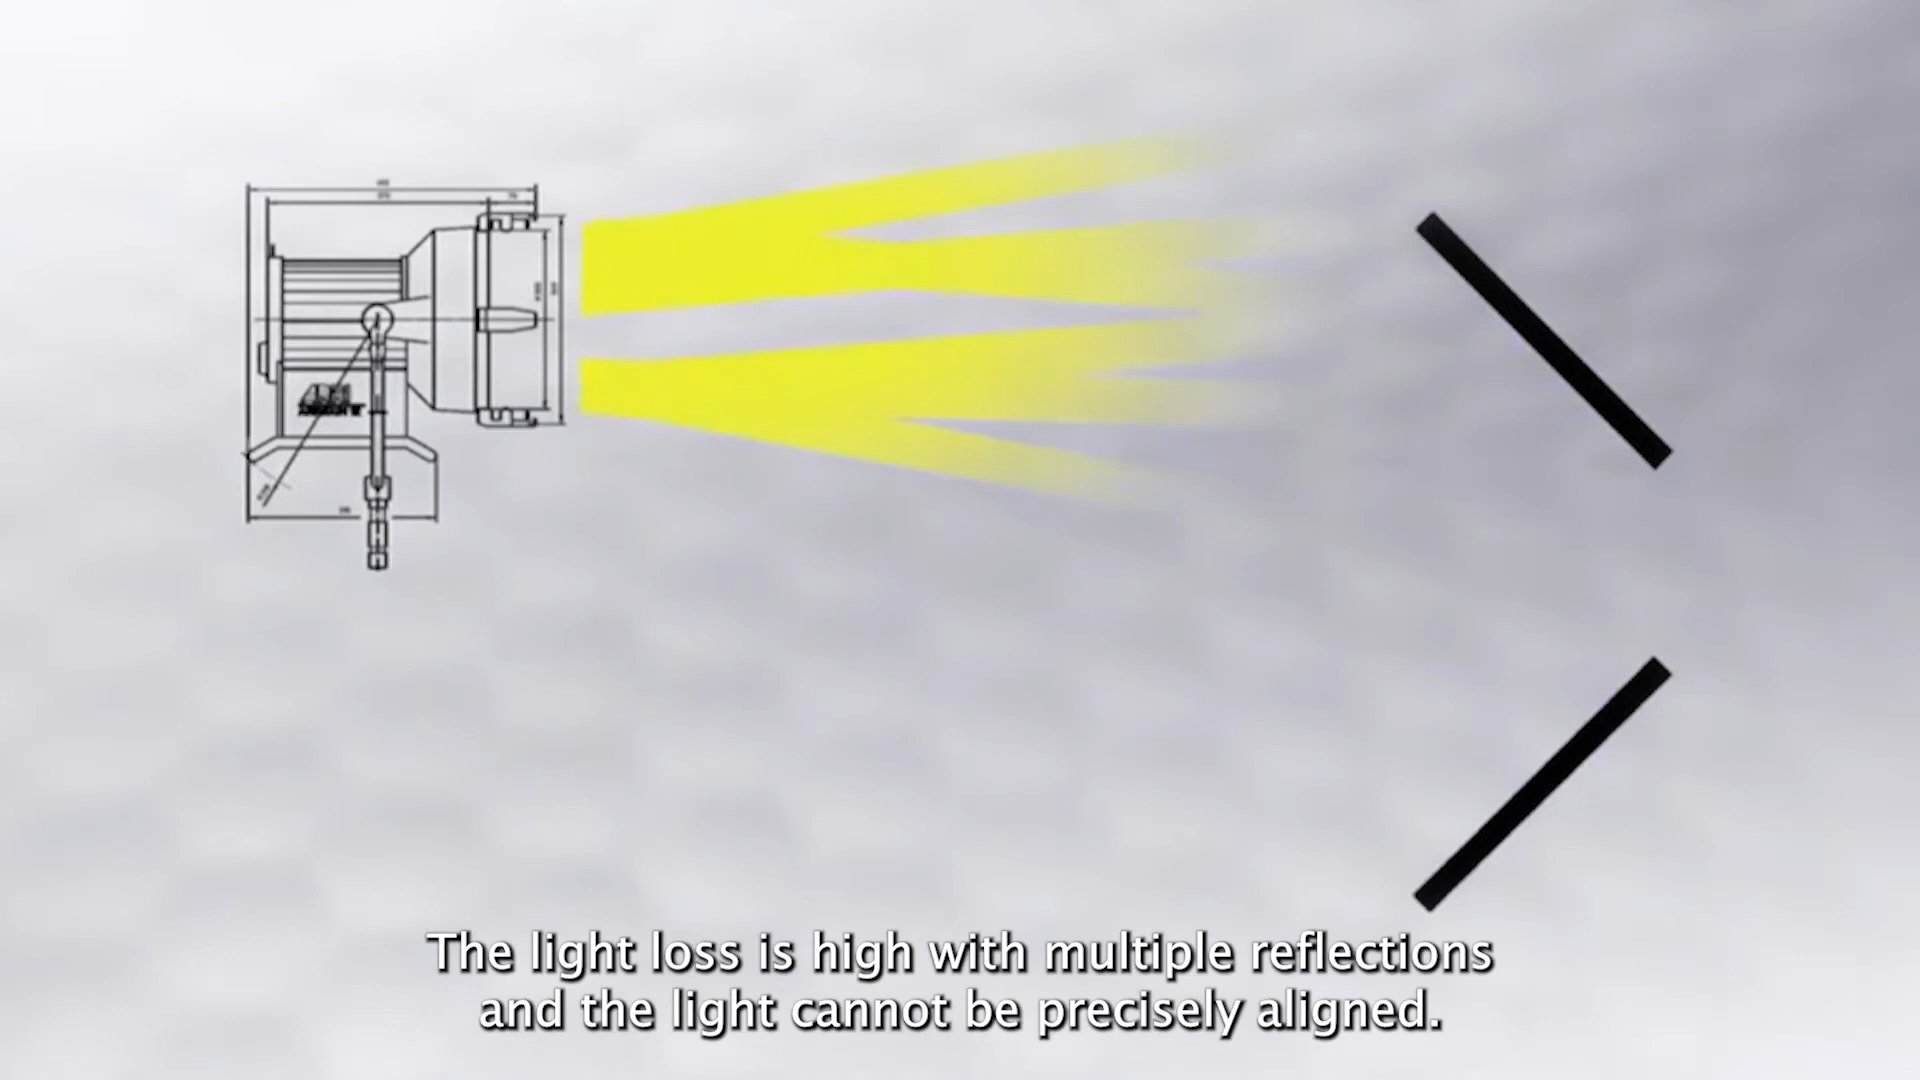 The light loss is high with multiple reflections
and the light cannot be precisely aligned.